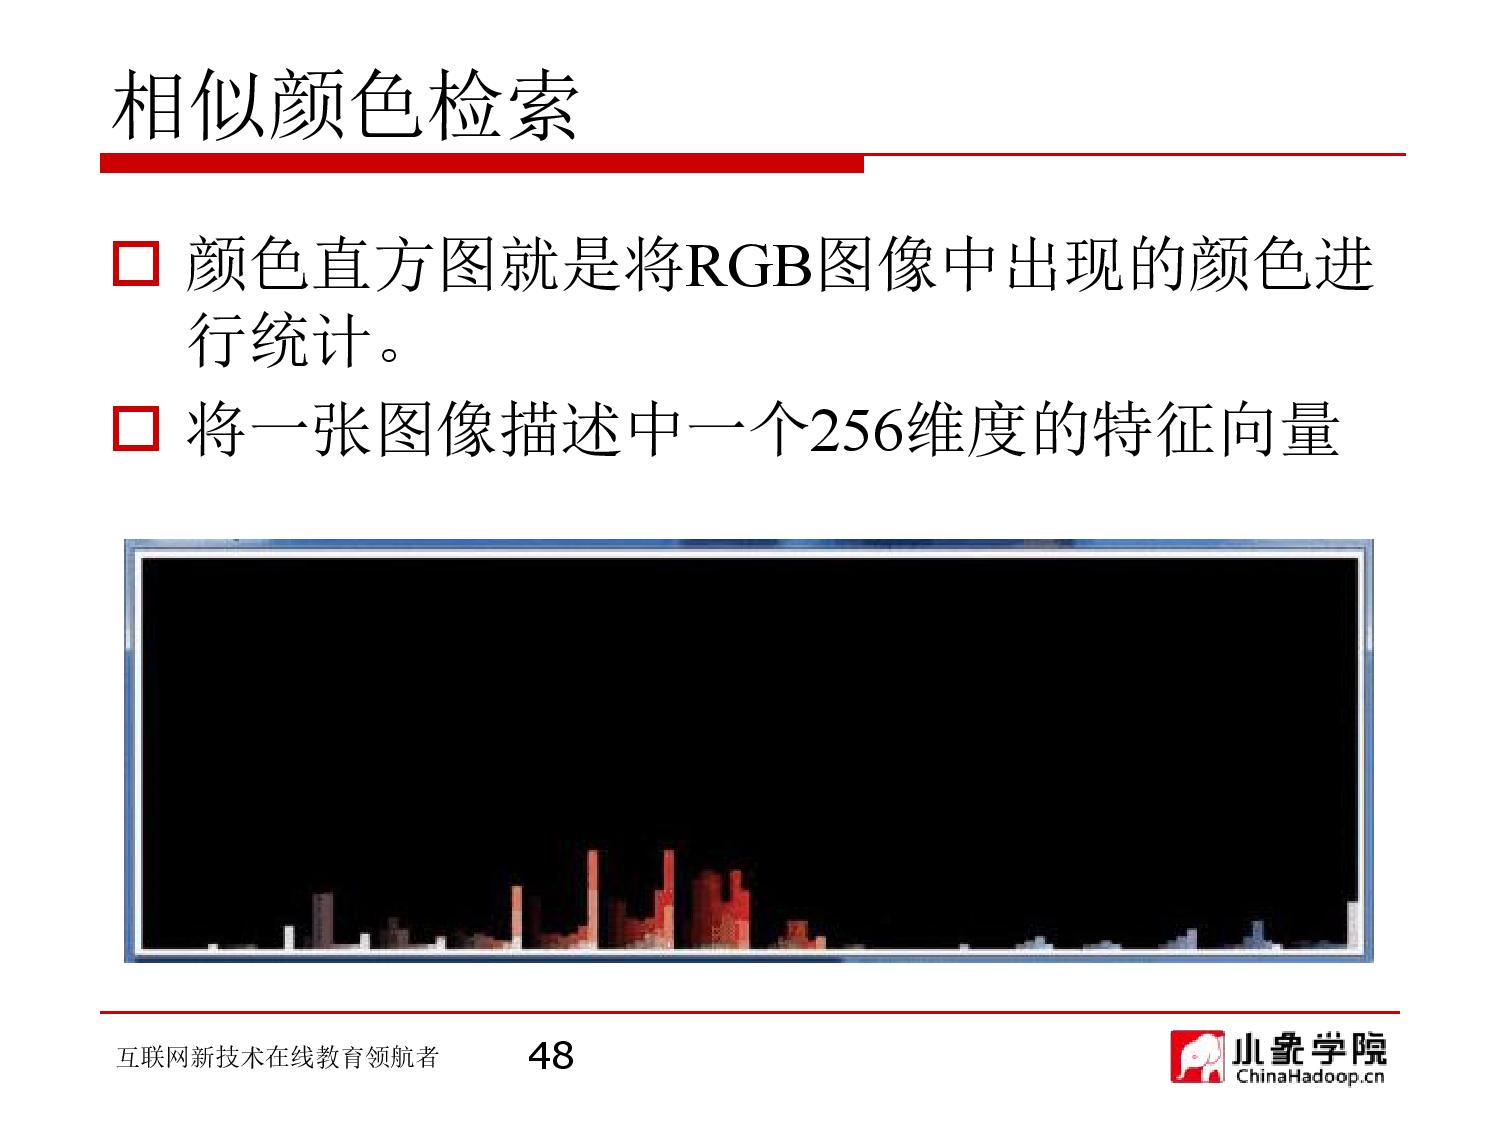 相似颜色检索
颜色直方图就是将RGB图像中出现的颜色进
行统计。
将一张图像描述中一个256维度的特征向量
互联网新技术在线教育领航者
48
小象学院
ChinaHadoop.cn